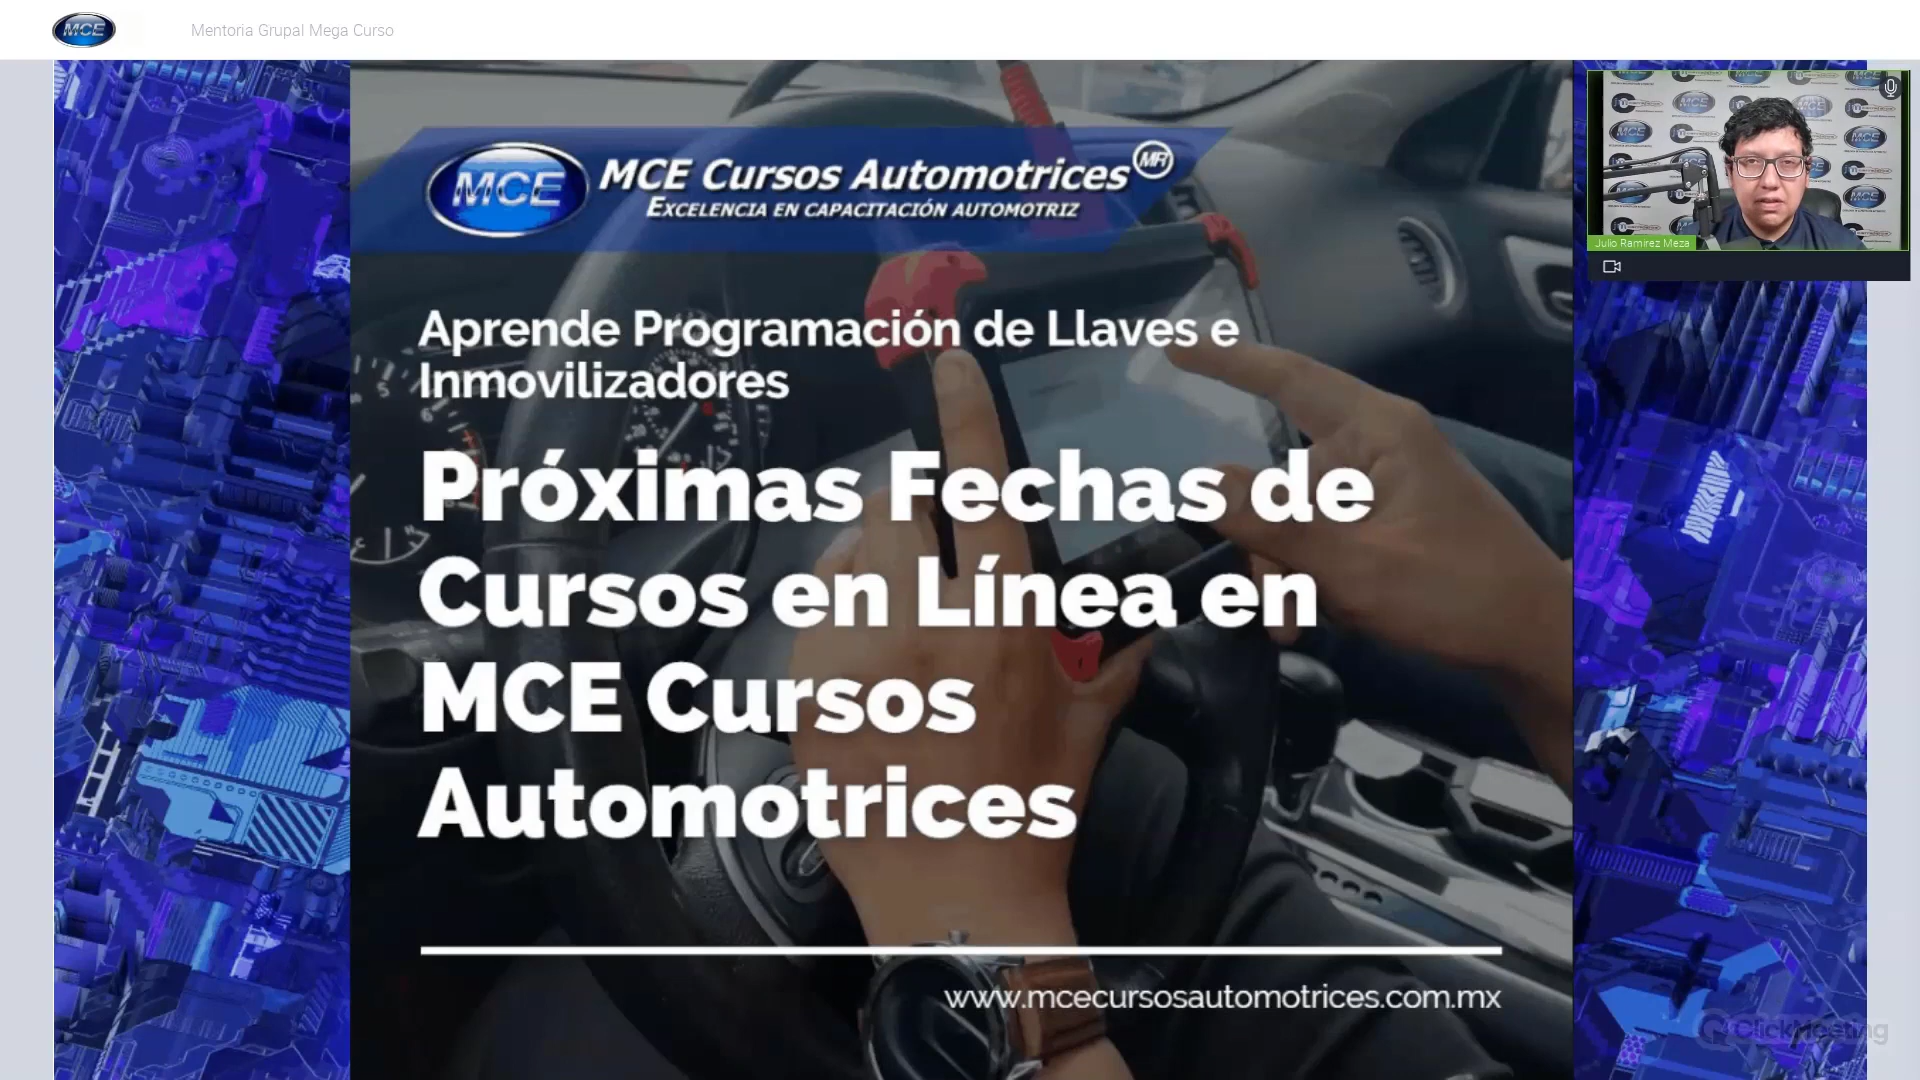 MCE
Mentoria Grupal Mega Curso
MCE
MCE Cursos Automotrices
MR
EXCELENCIA EN CAPACITACIÓN AUTOMOTRIZ
Aprende Programación de Llaves e
Inmovilizadores
Próximas Fechas de
Cursos en Línea en
MCE Cursos
Automotrices
www.mcecursosautomotrices.com.mx
Julio Ramirez Meza
ClickMeeting